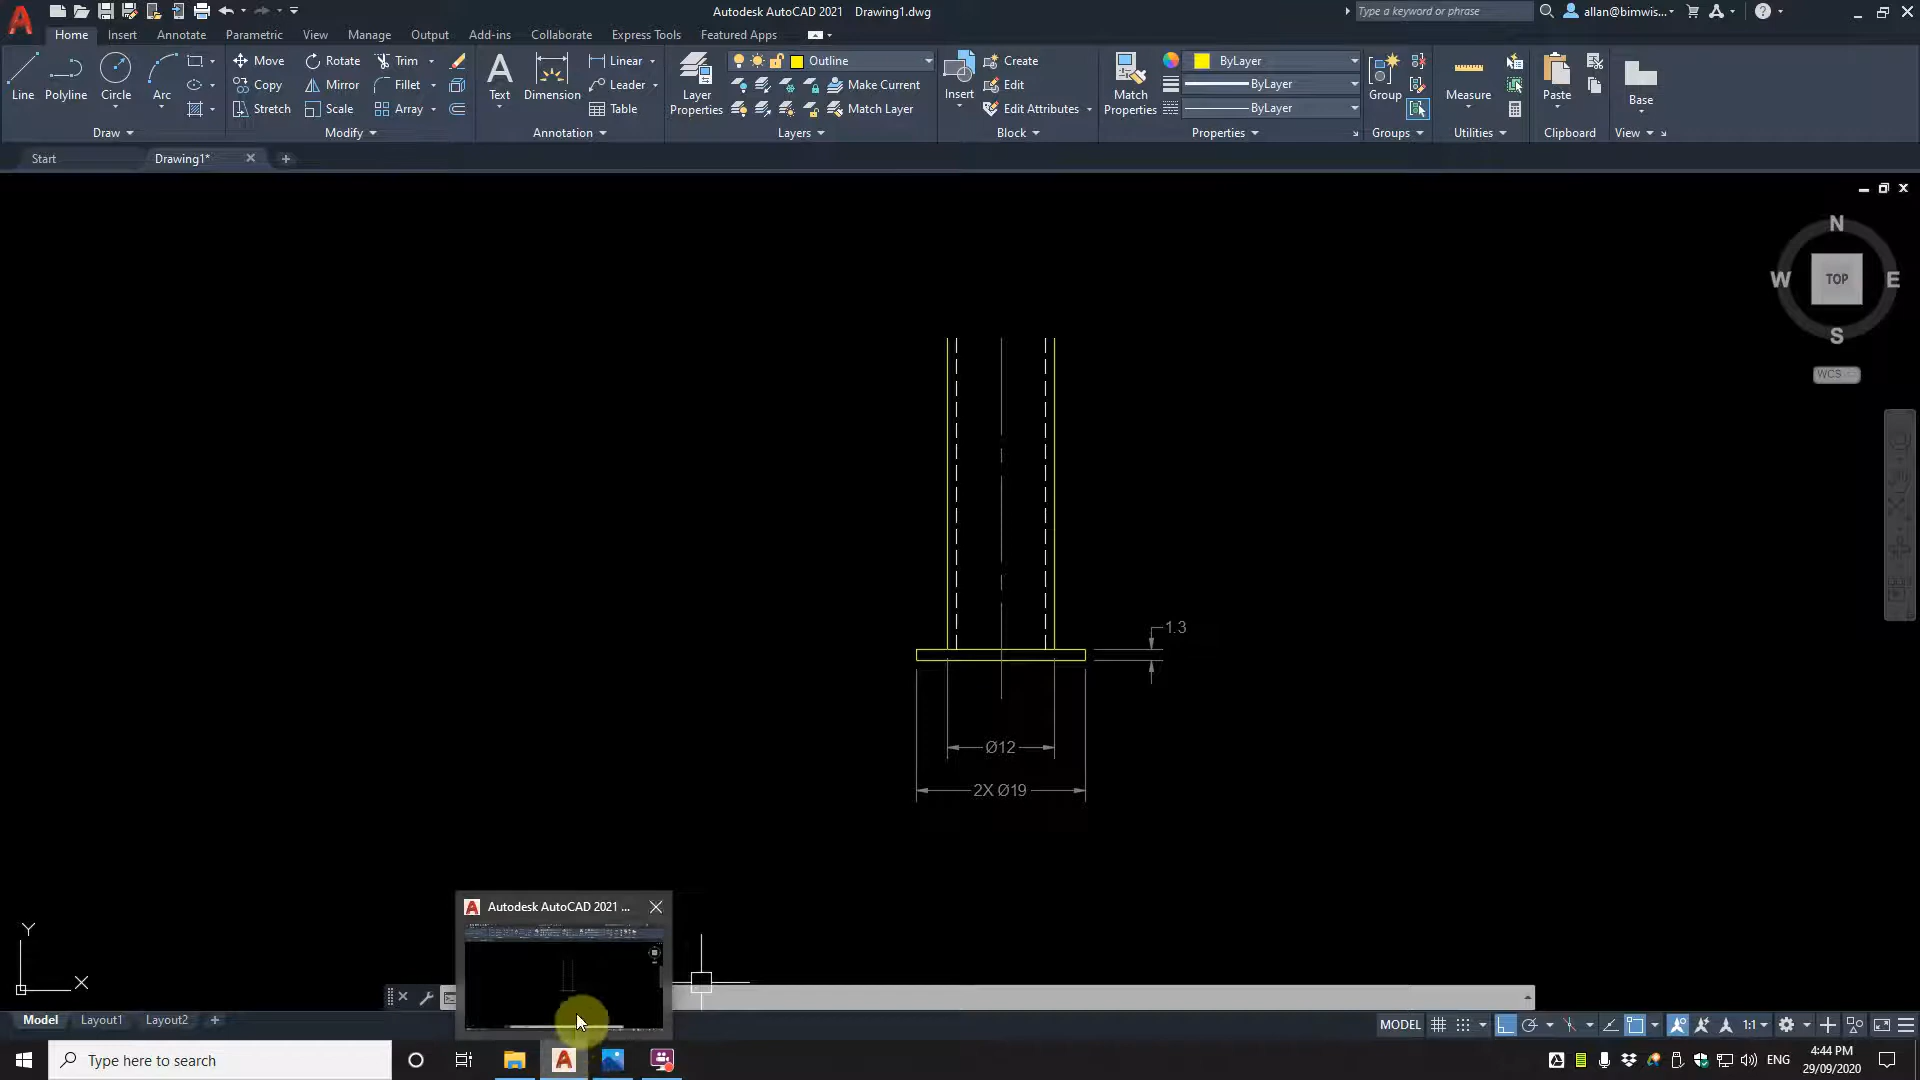 Autodesk AutoCAD 2021 Drawing1.dwg
Type a keyword or phrase
allan@bimwis...
Home Insert Annotate Parametric View Manage Output Add-ins Collaborate Express Tools Featured Apps
Line Polyline Circle Arc
Move Rotate Trim
Copy Mirror Fillet
Stretch Scale Array
Text Dimension
Linear
Leader
Table
Layer Properties
Outline
Make Current
Match Layer
Insert
Create
Edit
Edit Attributes
Match Properties
ByLayer
ByLayer
ByLayer
Group
Measure
Paste
Base
Draw Modify Annotation Layers Block Properties Groups Utilities Clipboard View
Start Drawing1*
N
W TOP E
S
WCS
1.3
Ø12
2X Ø19
Autodesk AutoCAD 2021 ...
Y
X
Model Layout1 Layout2
MODEL 1:1
Type here to search
ENG
4:44 PM
29/09/2020